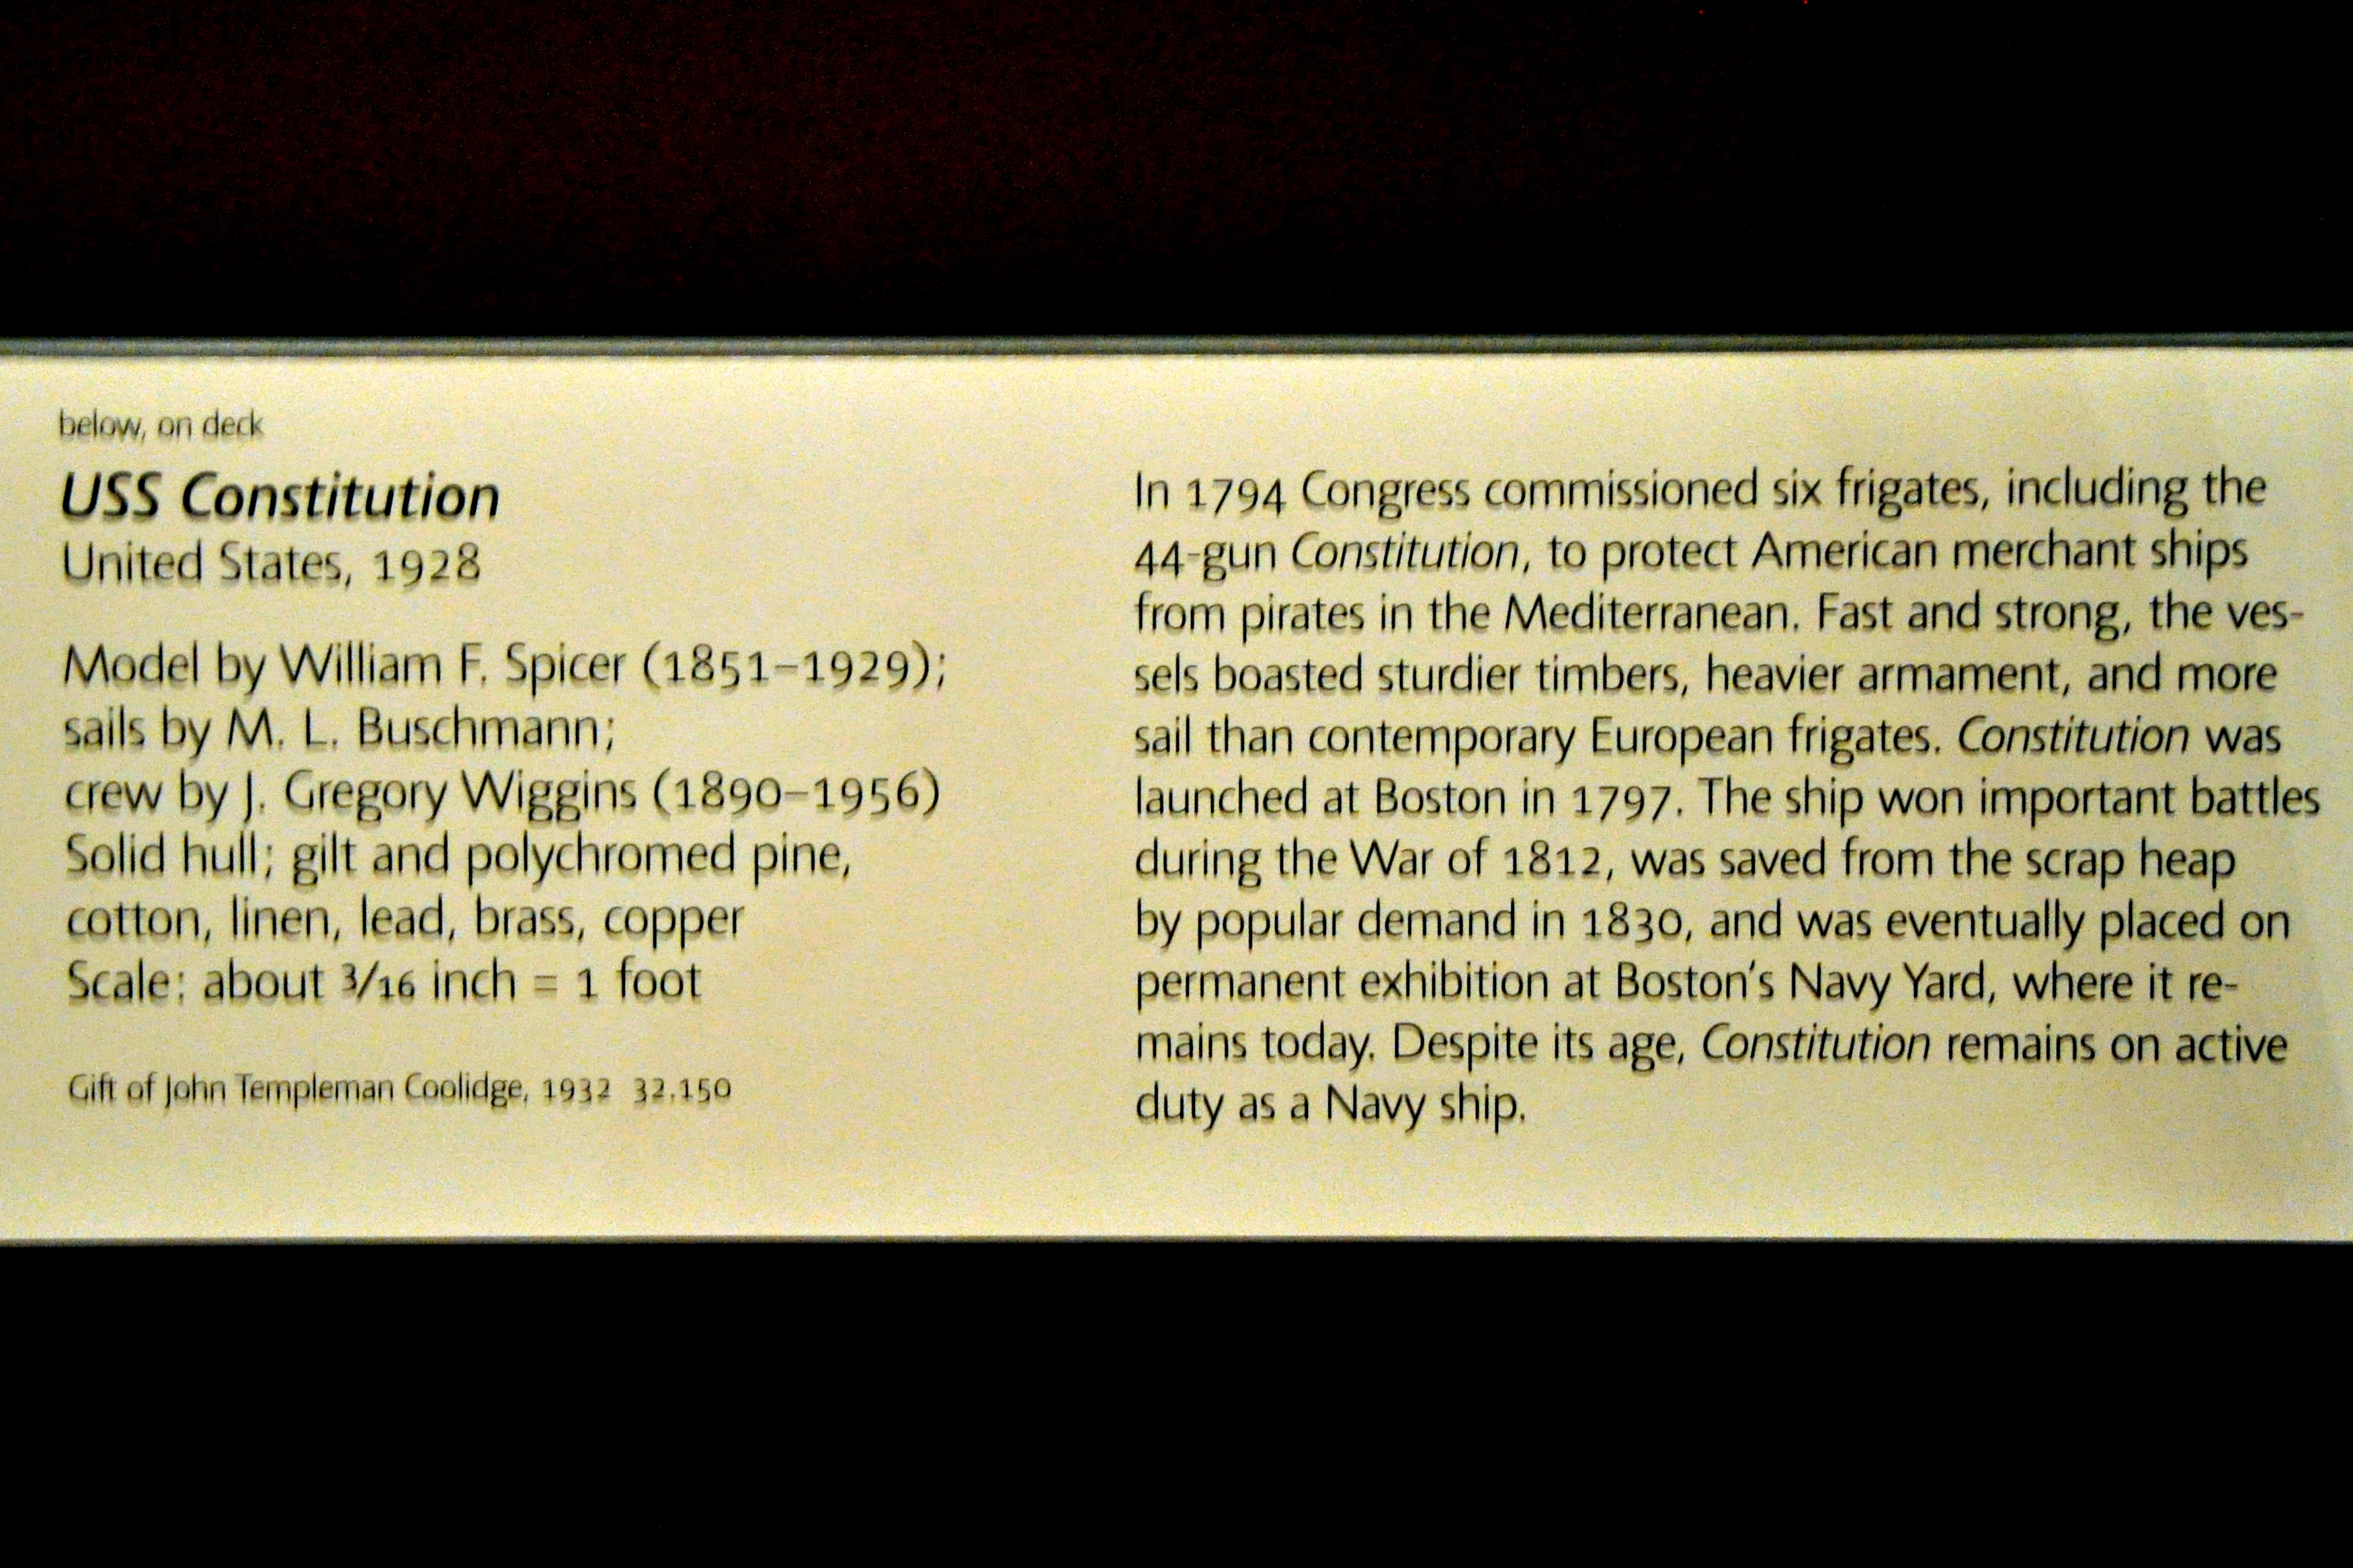 below, on deck
USS Constitution
United States, 1928
Model by William F. Spicer (1851–1929);
sails by M. L. Buschmann;
crew by J. Gregory Wiggins (1890–1956)
Solid hull; gilt and polychromed pine,
cotton, linen, lead, brass, copper
Scale: about 3/16 inch = 1 foot
Gift of John Templeman Coolidge, 1932 32.150
In 1794 Congress commissioned six frigates, including the
44-gun Constitution, to protect American merchant ships
from pirates in the Mediterranean. Fast and strong, the ves-
sels boasted sturdier timbers, heavier armament, and more
sail than contemporary European frigates. Constitution was
launched at Boston in 1797. The ship won important battles
during the War of 1812, was saved from the scrap heap
by popular demand in 1830, and was eventually placed on
permanent exhibition at Boston's Navy Yard, where it re-
mains today. Despite its age, Constitution remains on active
duty as a Navy ship.